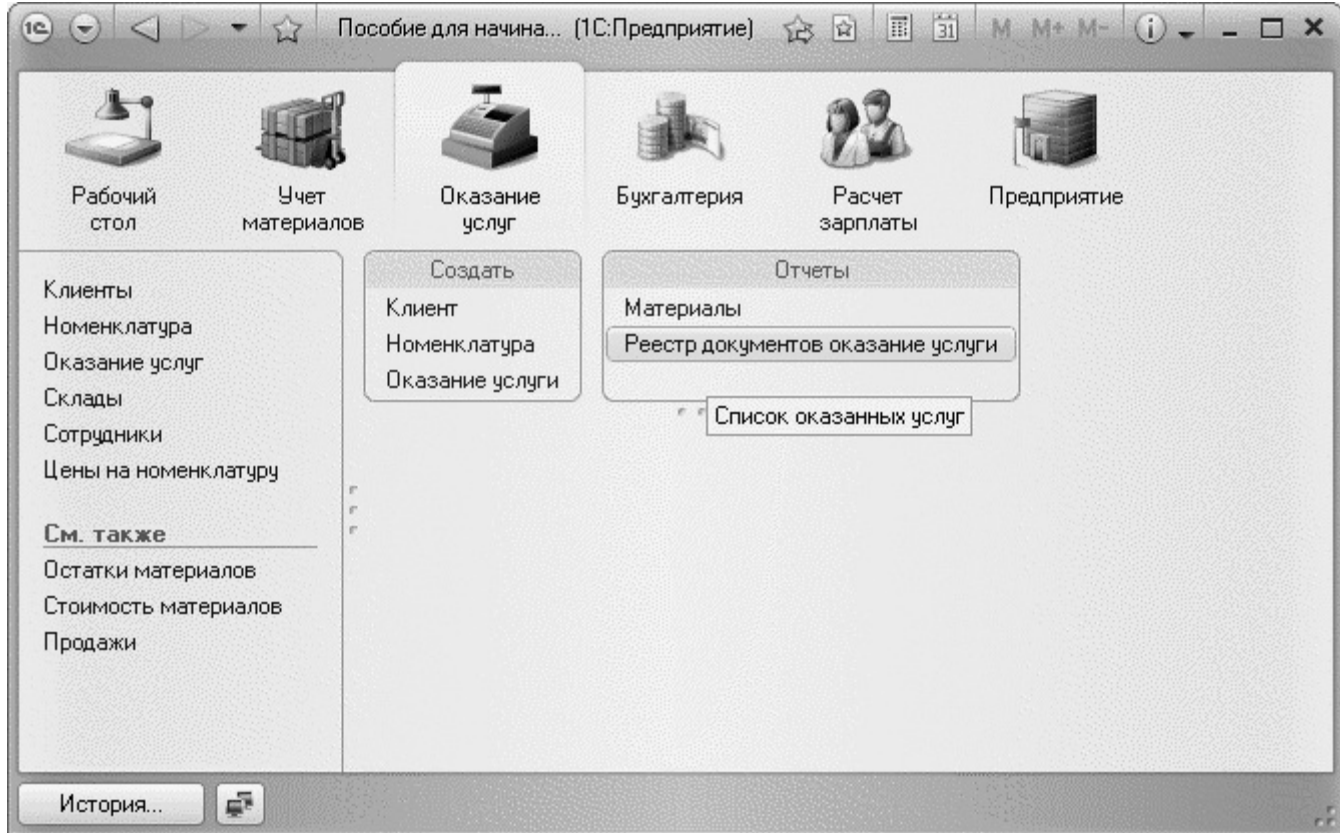 1С
Пособие для начина... (1С:Предприятие)
31
M M+ M-
i
Рабочий
стол
Учет
материалов
Оказание
услуг
Бухгалтерия
Расчет
зарплаты
Предприятие
Клиенты
Номенклатура
Оказание услуг
Склады
Сотрудники
Цены на номенклатуру
См. также
Остатки материалов
Стоимость материалов
Продажи
Создать
Клиент
Номенклатура
Оказание услуги
Отчеты
Материалы
Реестр документов оказание услуги
Список оказанных услуг
История...